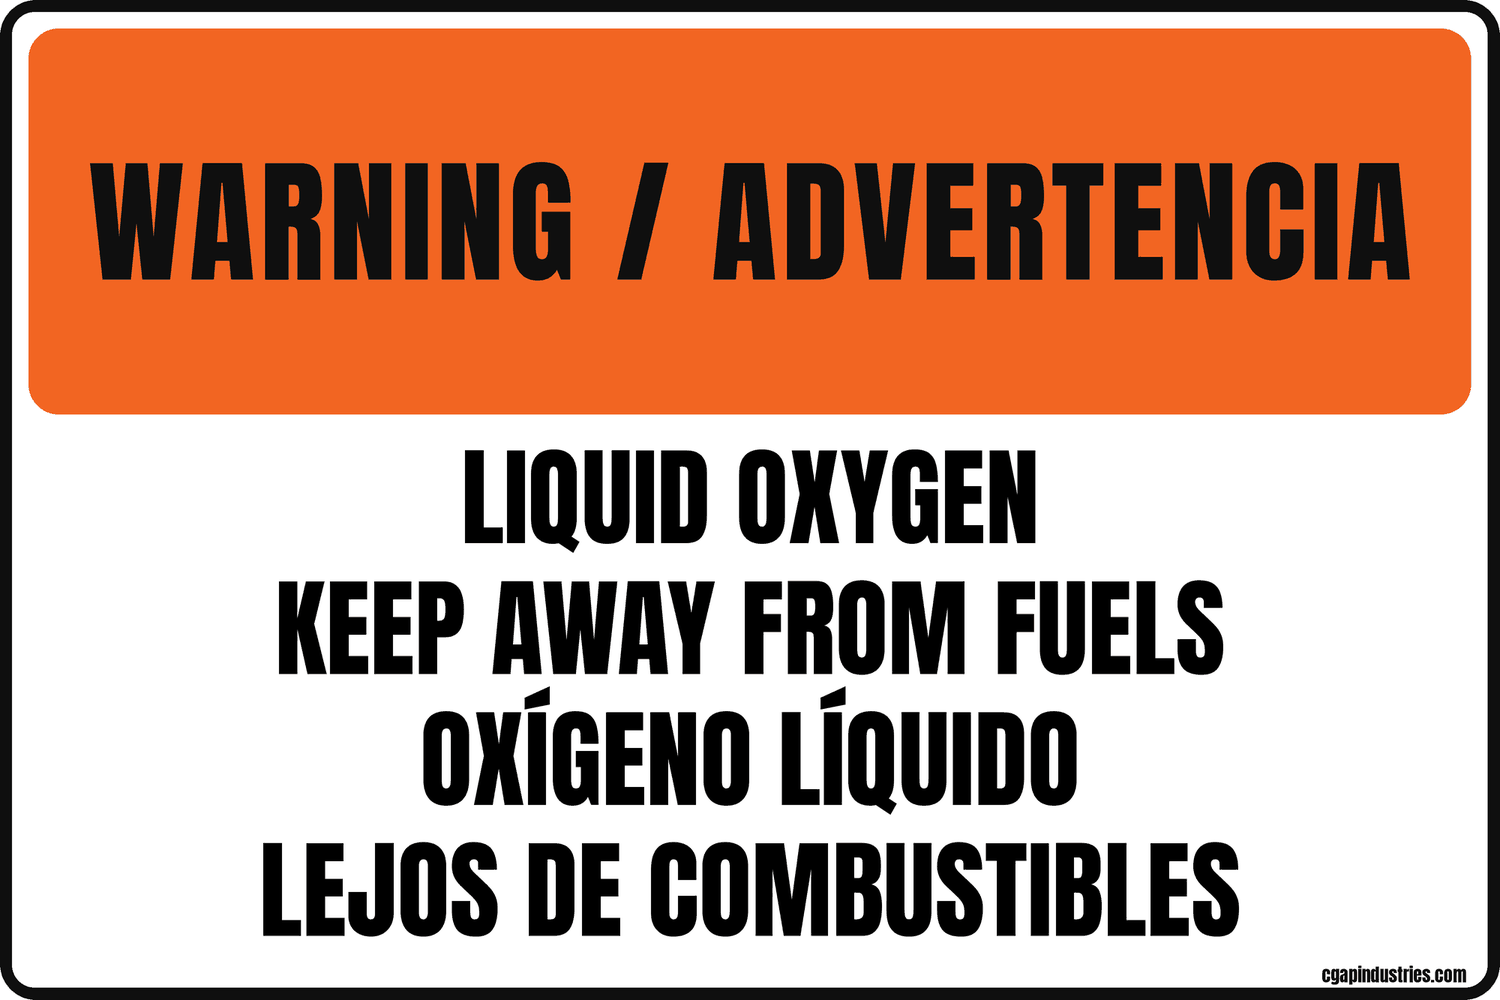 WARNING / ADVERTENCIA
LIQUID OXYGEN
KEEP AWAY FROM FUELS
OXÍGENO LÍQUIDO
LEJOS DE COMBUSTIBLES
cgapindustries.com